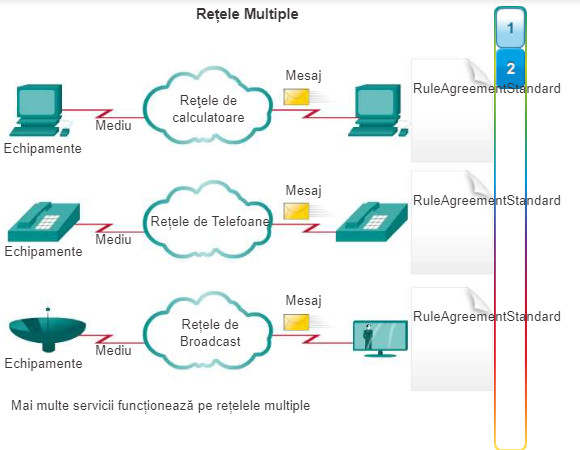 Rețele Multiple
1
2
Mesaj
Rețele de
calculatoare
RuleAgreementStandard
Mediu
Echipamente
Mesaj
Rețele de Telefoane
RuleAgreementStandard
Mediu
Echipamente
Mesaj
Rețele de
Broadcast
RuleAgreementStandard
Mediu
Echipamente
Mai multe servicii funcționează pe rețelele multiple